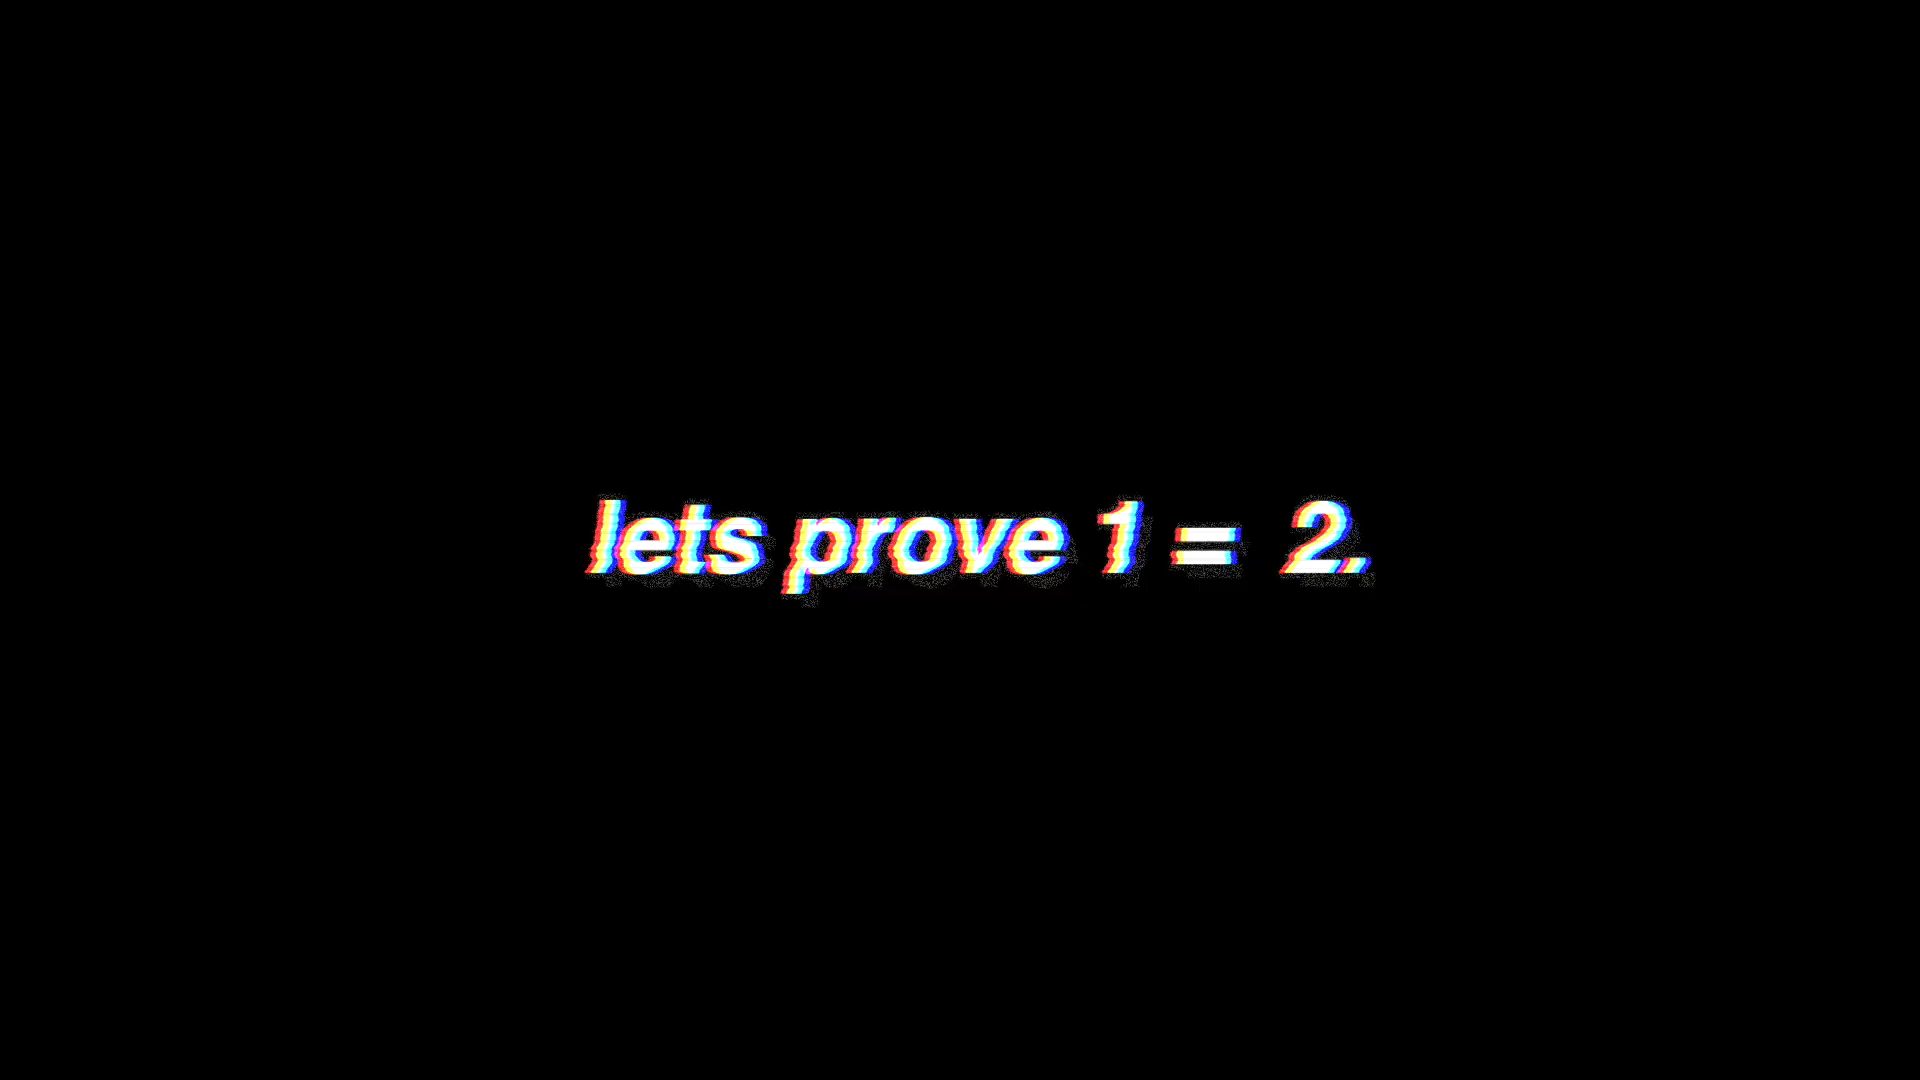 lets prove 1 = 2.